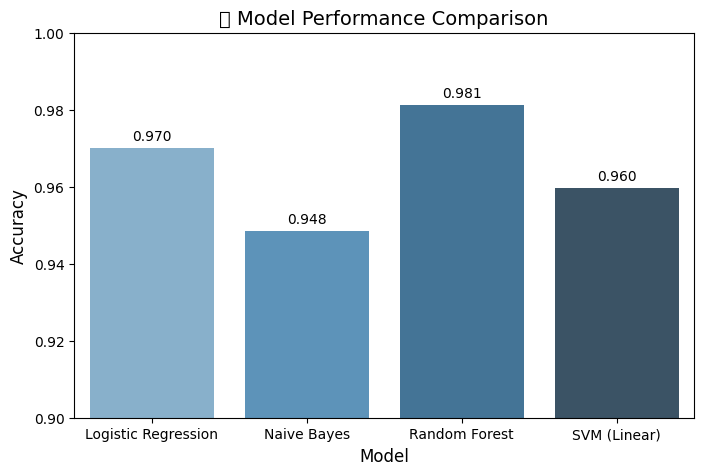 Model Performance Comparison
1.00
0.98
0.96
0.94
0.92
0.90
Accuracy
0.970
0.948
0.981
0.960
Logistic Regression
Naive Bayes
Random Forest
SVM (Linear)
Model